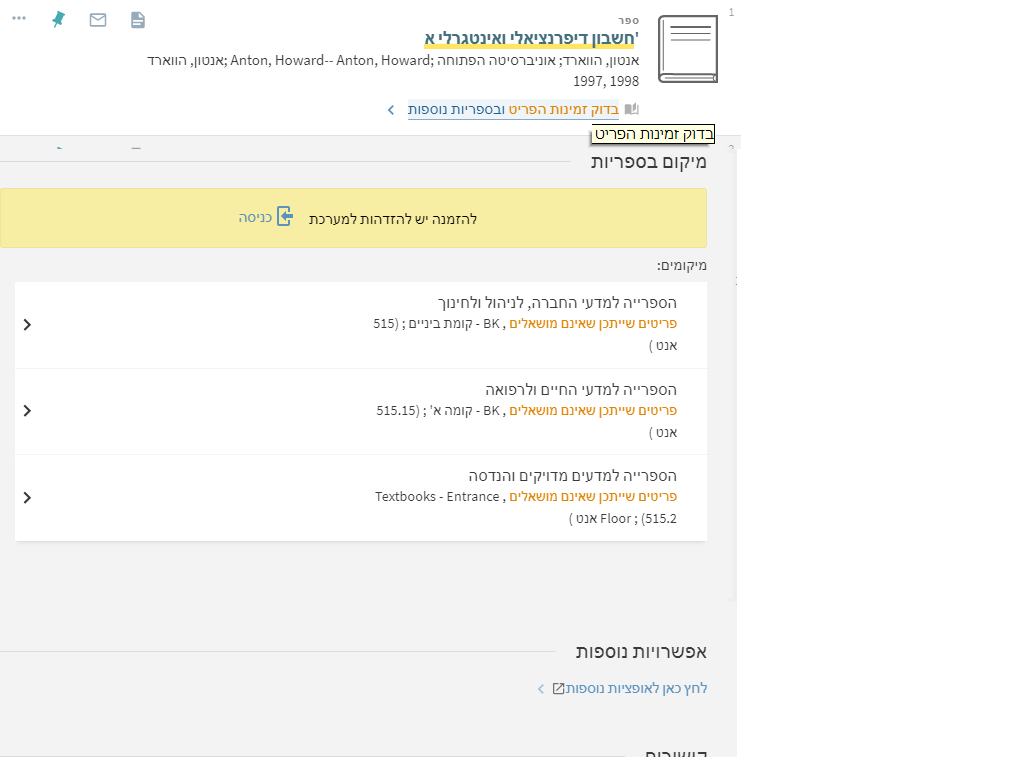 1
ספר
חשבון דיפרנציאלי ואינטגרלי א'
אנטון, הווארד; אוניברסיטה הפתוחה ;Anton, Howard-- Anton, Howard; אנטון, הווארד
1997, 1998
בדוק זמינות הפריט ובספריות נוספות
בדוק זמינות הפריט
מיקום בספריות
להזמנה יש להזדהות למערכת כניסה
מיקומים:
הספרייה למדעי החברה, לניהול ולחינוך
פריטים שייתכן שאינם מושאלים , BK - קומת ביניים ; (515
אנט )
הספרייה למדעי החיים ולרפואה
פריטים שייתכן שאינם מושאלים , BK - קומה א' ; (515.15
אנט )
הספרייה למדעים מדויקים והנדסה
פריטים שייתכן שאינם מושאלים , Textbooks - Entrance
Floor ; (515.2 אנט )
אפשרויות נוספות
לחץ כאן לאופציות נוספות
קישורים